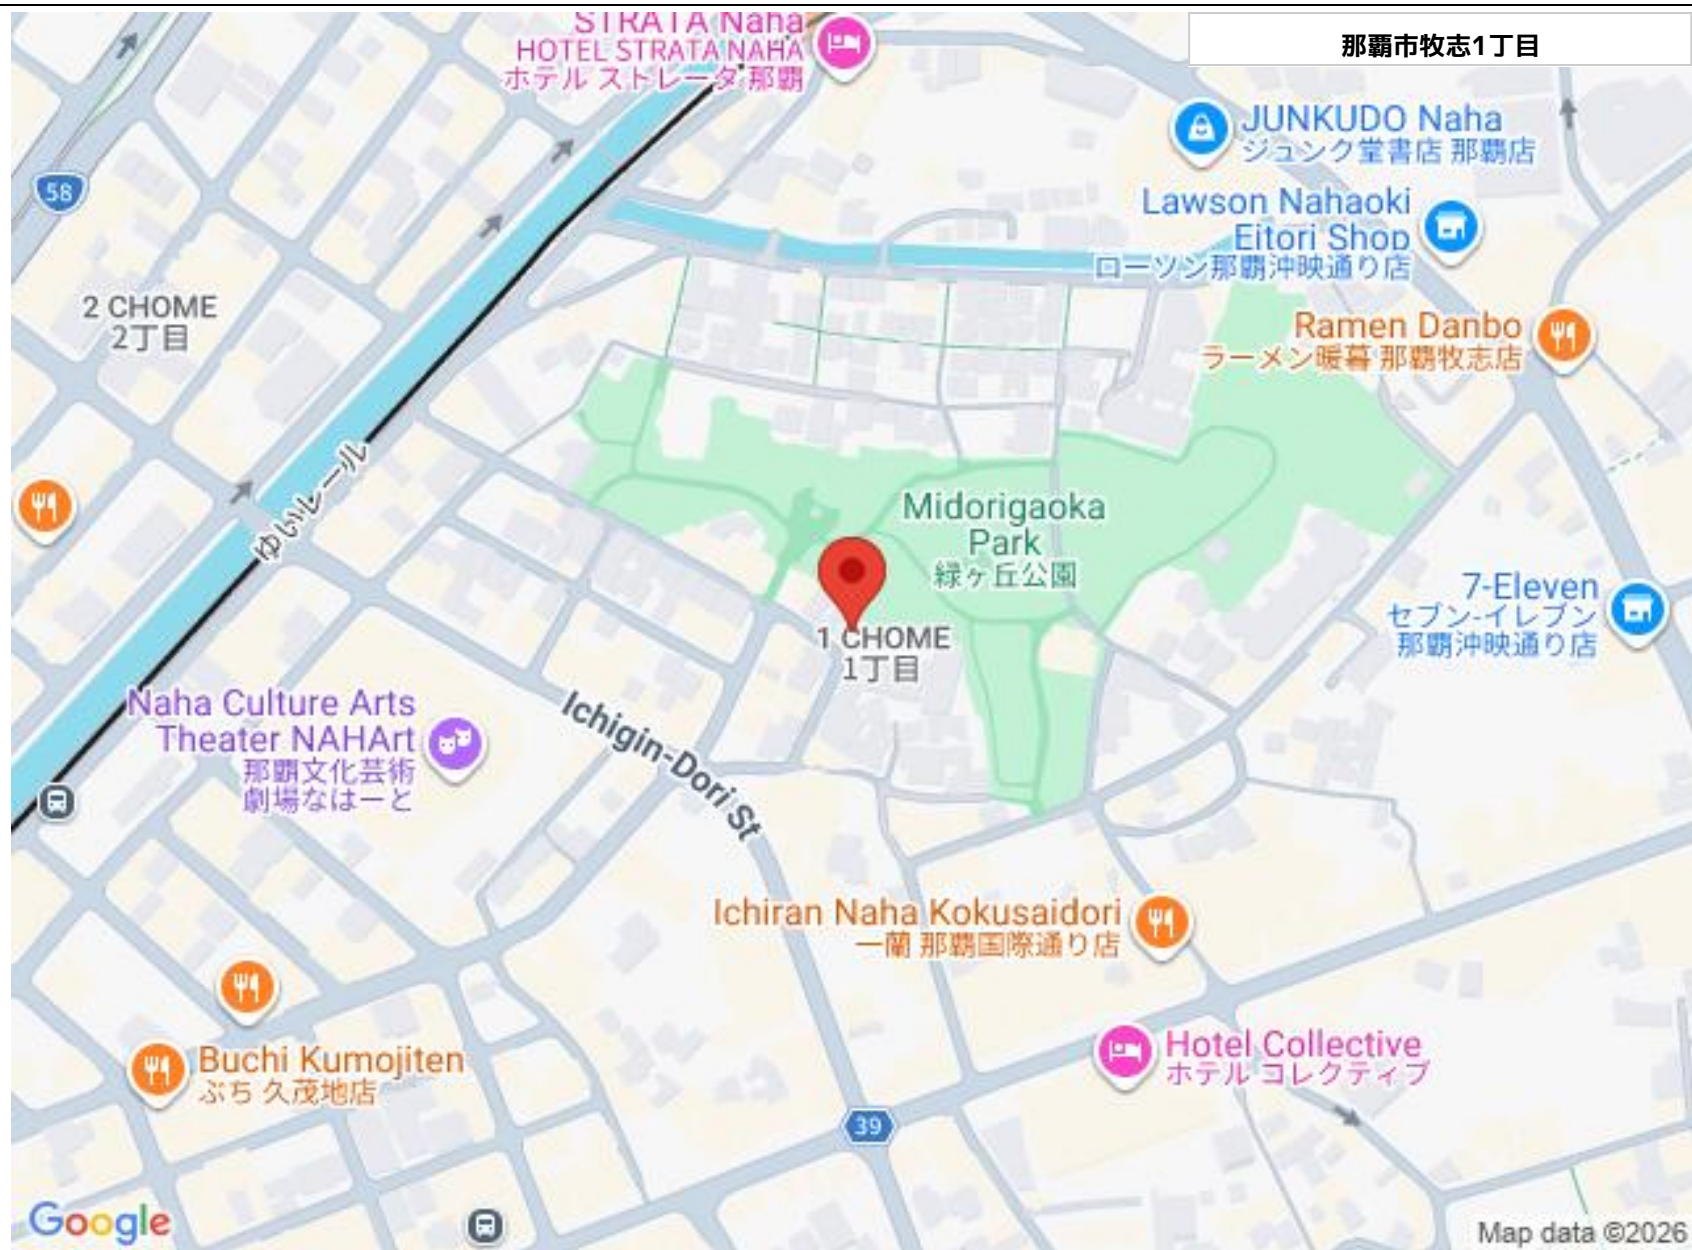 STRATA Naha
HOTEL STRATA NAHA
ホテル ストレータ 那覇
那覇市牧志1丁目
JUNKUDO Naha
ジュンク堂書店 那覇店
58
Lawson Nahaoki
Eitori Shop
ローソン那覇沖映通り店
2 CHOME
2丁目
Ramen Danbo
ラーメン暖暮 那覇牧志店
ゆいレール
Midorigaoka
Park
緑ヶ丘公園
7-Eleven
セブン-イレブン
那覇沖映通り店
1 CHOME
1丁目
Naha Culture Arts
Theater NAHArt
那覇文化芸術
劇場なはーと
Ichigin-Dori St
Ichiran Naha Kokusaidori
一蘭 那覇国際通り店
Buchi Kumojiten
ぶち 久茂地店
Hotel Collective
ホテル コレクティブ
39
Google
Map data ©2026